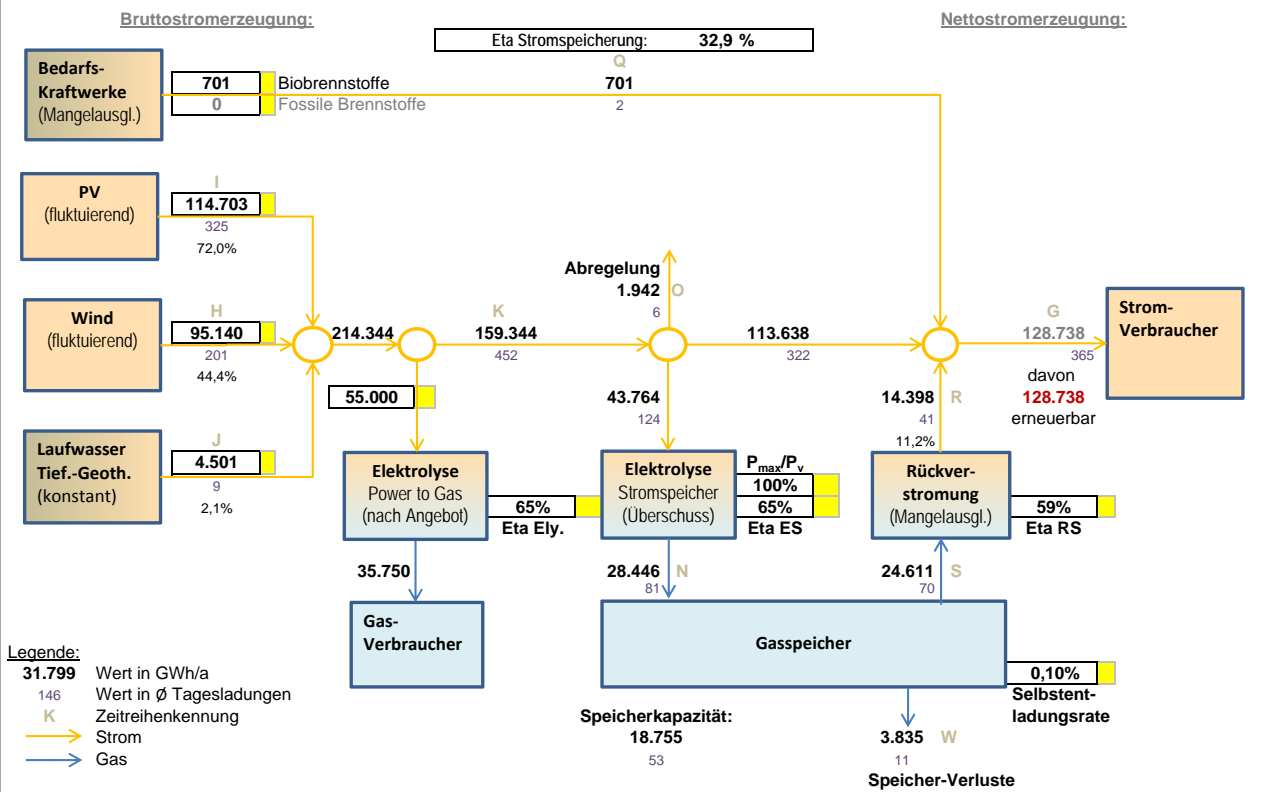 Bruttostromerzeugung:
Nettostromerzeugung:
Eta Stromspeicherung: 32,9 %
Bedarfs-
Kraftwerke
(Mangelausgl.)
701 Biobrennstoffe
0 Fossile Brennstoffe
Q
701
2
PV
(fluktuierend)
I
114.703
325
72,0%
Wind
(fluktuierend)
H
95.140
201
44,4%
Laufwasser
Tief.-Geoth.
(konstant)
J
4.501
9
2,1%
214.344
K
159.344
452
Abregelung
1.942 O
6
113.638
322
G
128.738
365
davon
128.738
erneuerbar
Strom-
Verbraucher
55.000
43.764
124
14.398 R
41
11,2%
Elektrolyse
Power to Gas
(nach Angebot)
65%
Eta Ely.
Elektrolyse
Stromspeicher
(Überschuss)
Pmax/Pv
100%
65%
Eta ES
Rückver-
stromung
(Mangelausgl.)
59%
Eta RS
35.750
28.446 N
81
24.611 S
70
Gas-
Verbraucher
Gasspeicher
0,10%
Selbstent-
ladungsrate
Speicherkapazität:
18.755
53
3.835 W
11
Speicher-Verluste
Legende:
31.799 Wert in GWh/a
146 Wert in Ø Tagesladungen
K Zeitreihenkennung
Strom
Gas